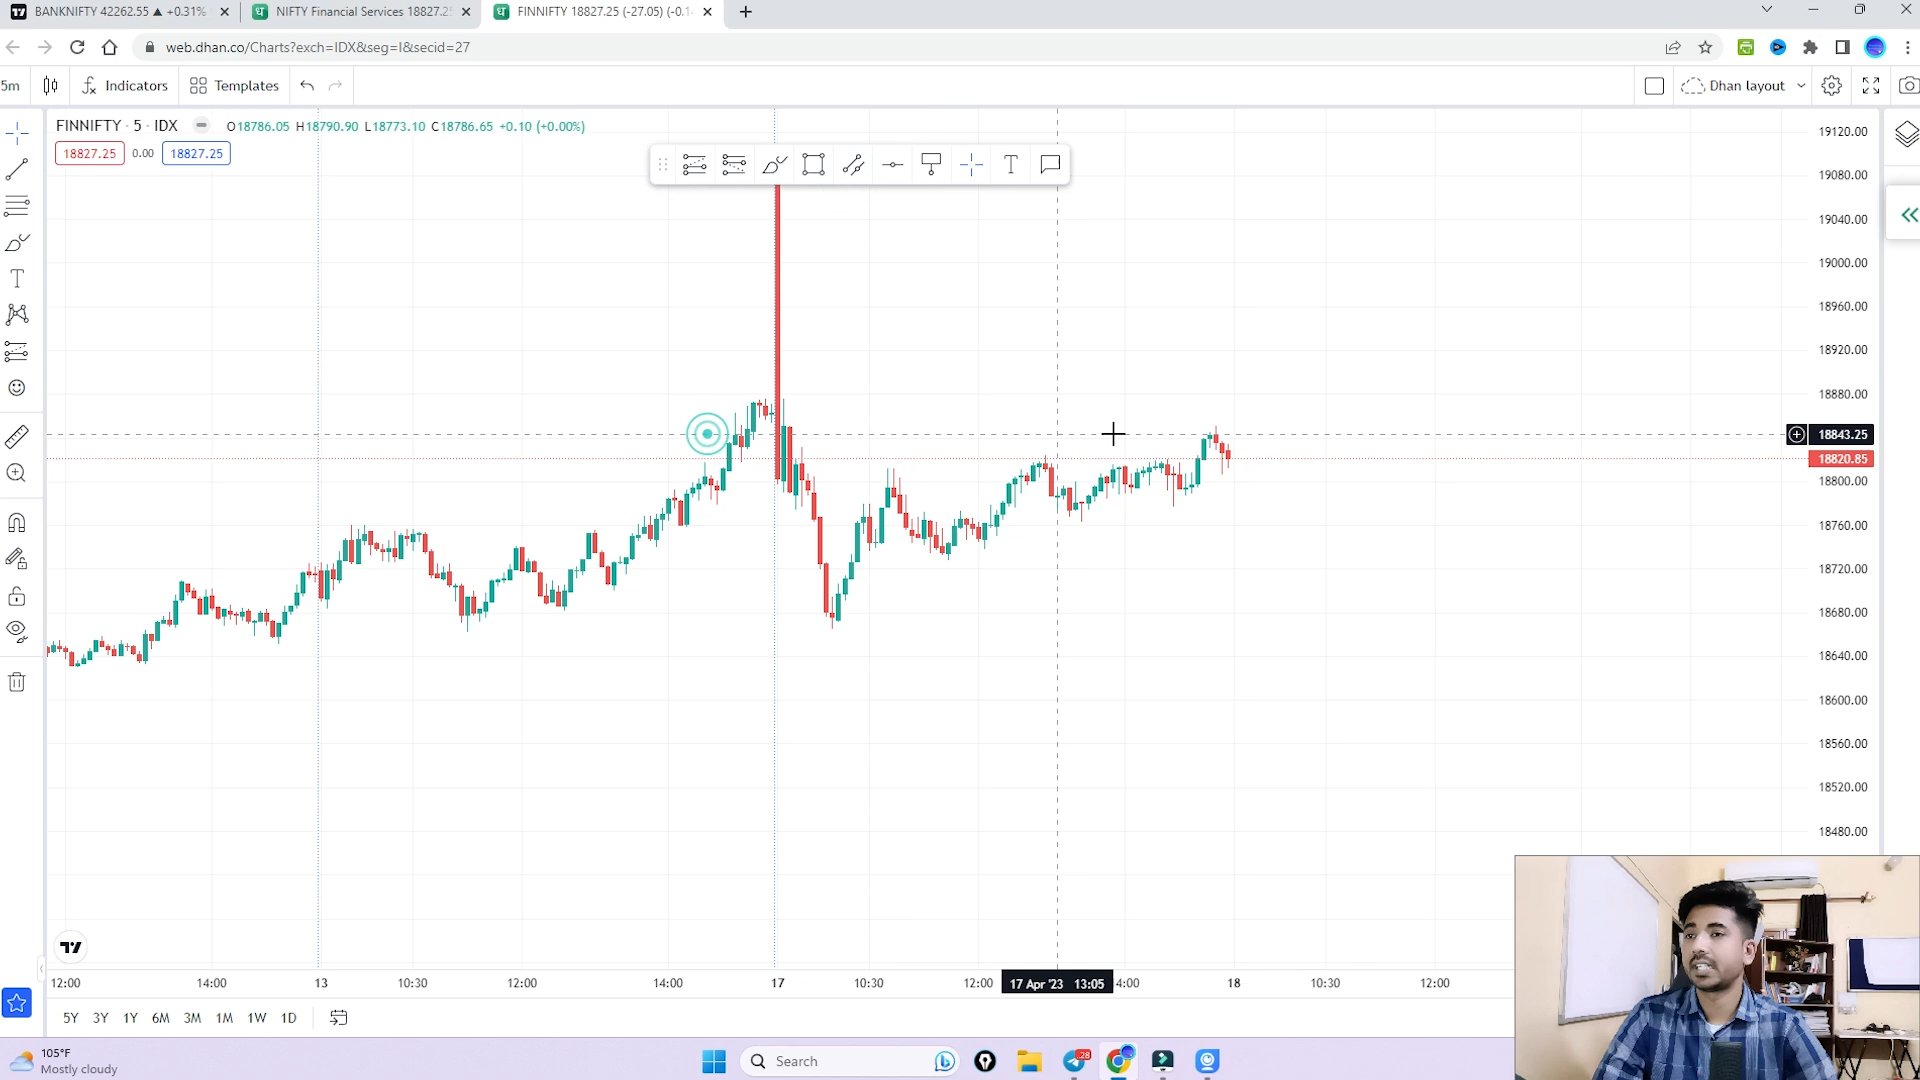 BANKNIFTY 42262.55 ▲ +0.31%
NIFTY Financial Services 18827.25
FINNIFTY 18827.25 (-27.05) (-0.1
web.dhan.co/Charts?exch=IDX&seg=I&secid=27
5m
Indicators
Templates
Dhan layout
FINNIFTY · 5 · IDX
O18786.05 H18790.90 L18773.10 C18786.65 +0.10 (+0.00%)
18827.25 0.00 18827.25
T
19120.00
19080.00
19040.00
19000.00
18960.00
18920.00
18880.00
18843.25
18820.85
18800.00
18760.00
18720.00
18680.00
18640.00
18600.00
18560.00
18520.00
18480.00
12:00 14:00 13 10:30 12:00 14:00 17 10:30 12:00 17 Apr '23 13:05 4:00 18 10:30 12:00
5Y 3Y 1Y 6M 3M 1M 1W 1D
105°F
Mostly cloudy
Search
28